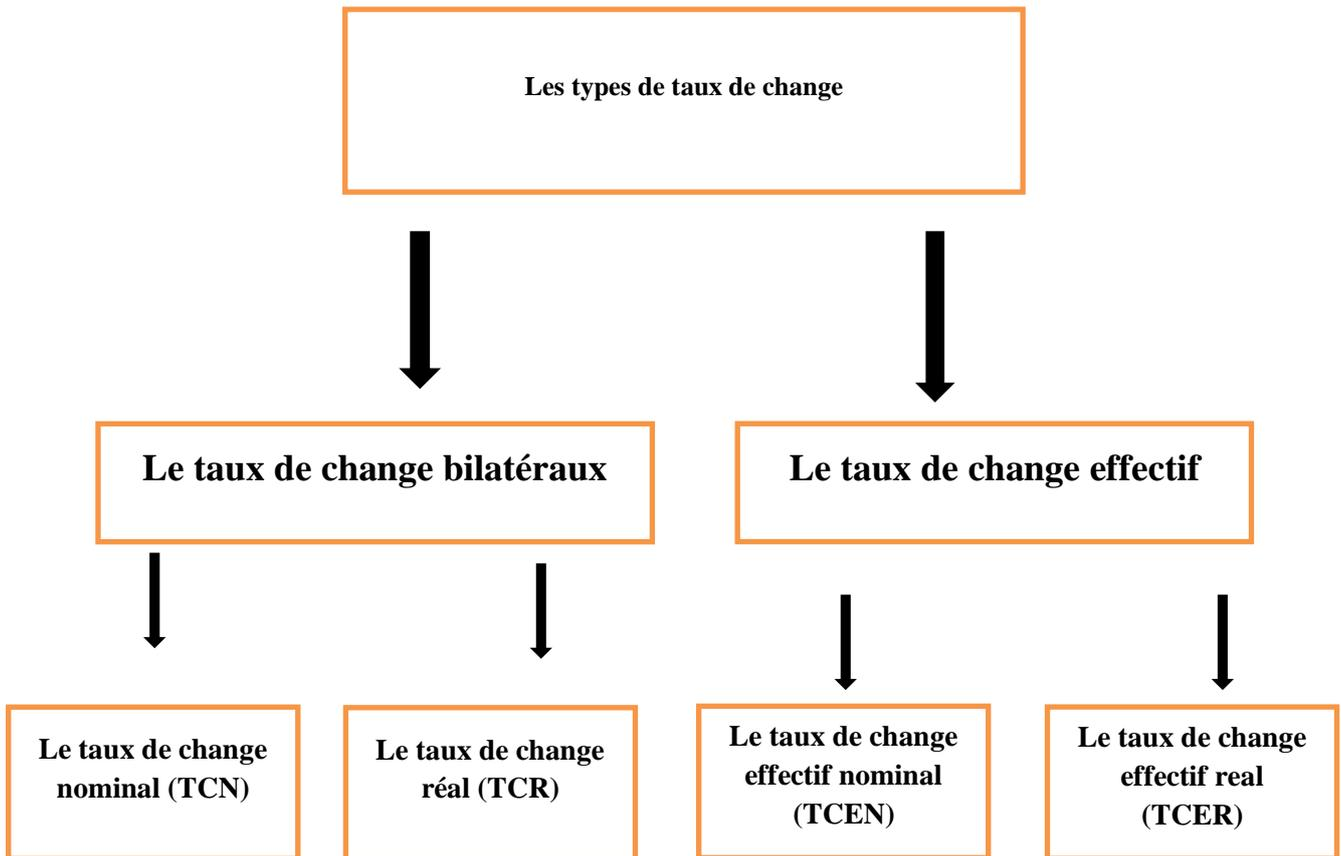 Les types de taux de change
Le taux de change bilatéraux
Le taux de change effectif
Le taux de change
nominal (TCN)
Le taux de change
réal (TCR)
Le taux de change
effectif nominal
(TCEN)
Le taux de change
effectif real
(TCER)